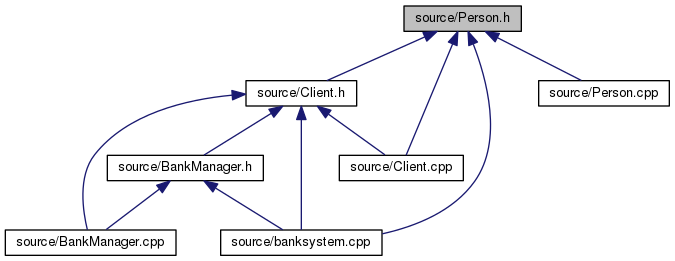 source/Person.h
source/Client.h
source/Person.cpp
source/BankManager.h
source/Client.cpp
source/BankManager.cpp
source/banksystem.cpp